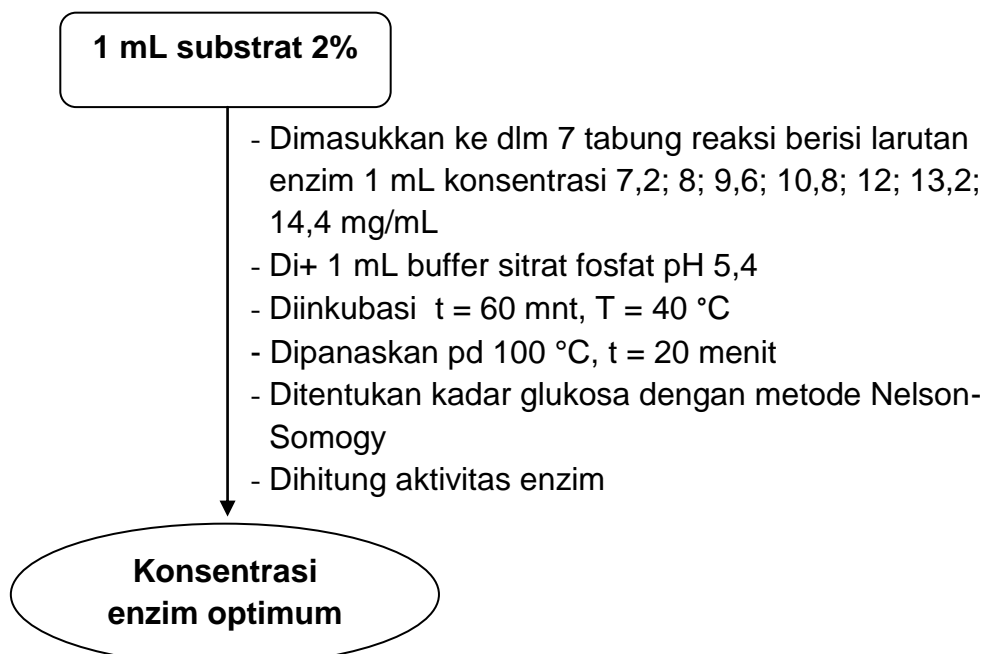 1 mL substrat 2%
- Dimasukkan ke dlm 7 tabung reaksi berisi larutan
enzim 1 mL konsentrasi 7,2; 8; 9,6; 10,8; 12; 13,2;
14,4 mg/mL
- Di+ 1 mL buffer sitrat fosfat pH 5,4
- Diinkubasi t = 60 mnt, T = 40 °C
- Dipanaskan pd 100 °C, t = 20 menit
- Ditentukan kadar glukosa dengan metode Nelson-
Somogy
- Dihitung aktivitas enzim
Konsentrasi
enzim optimum